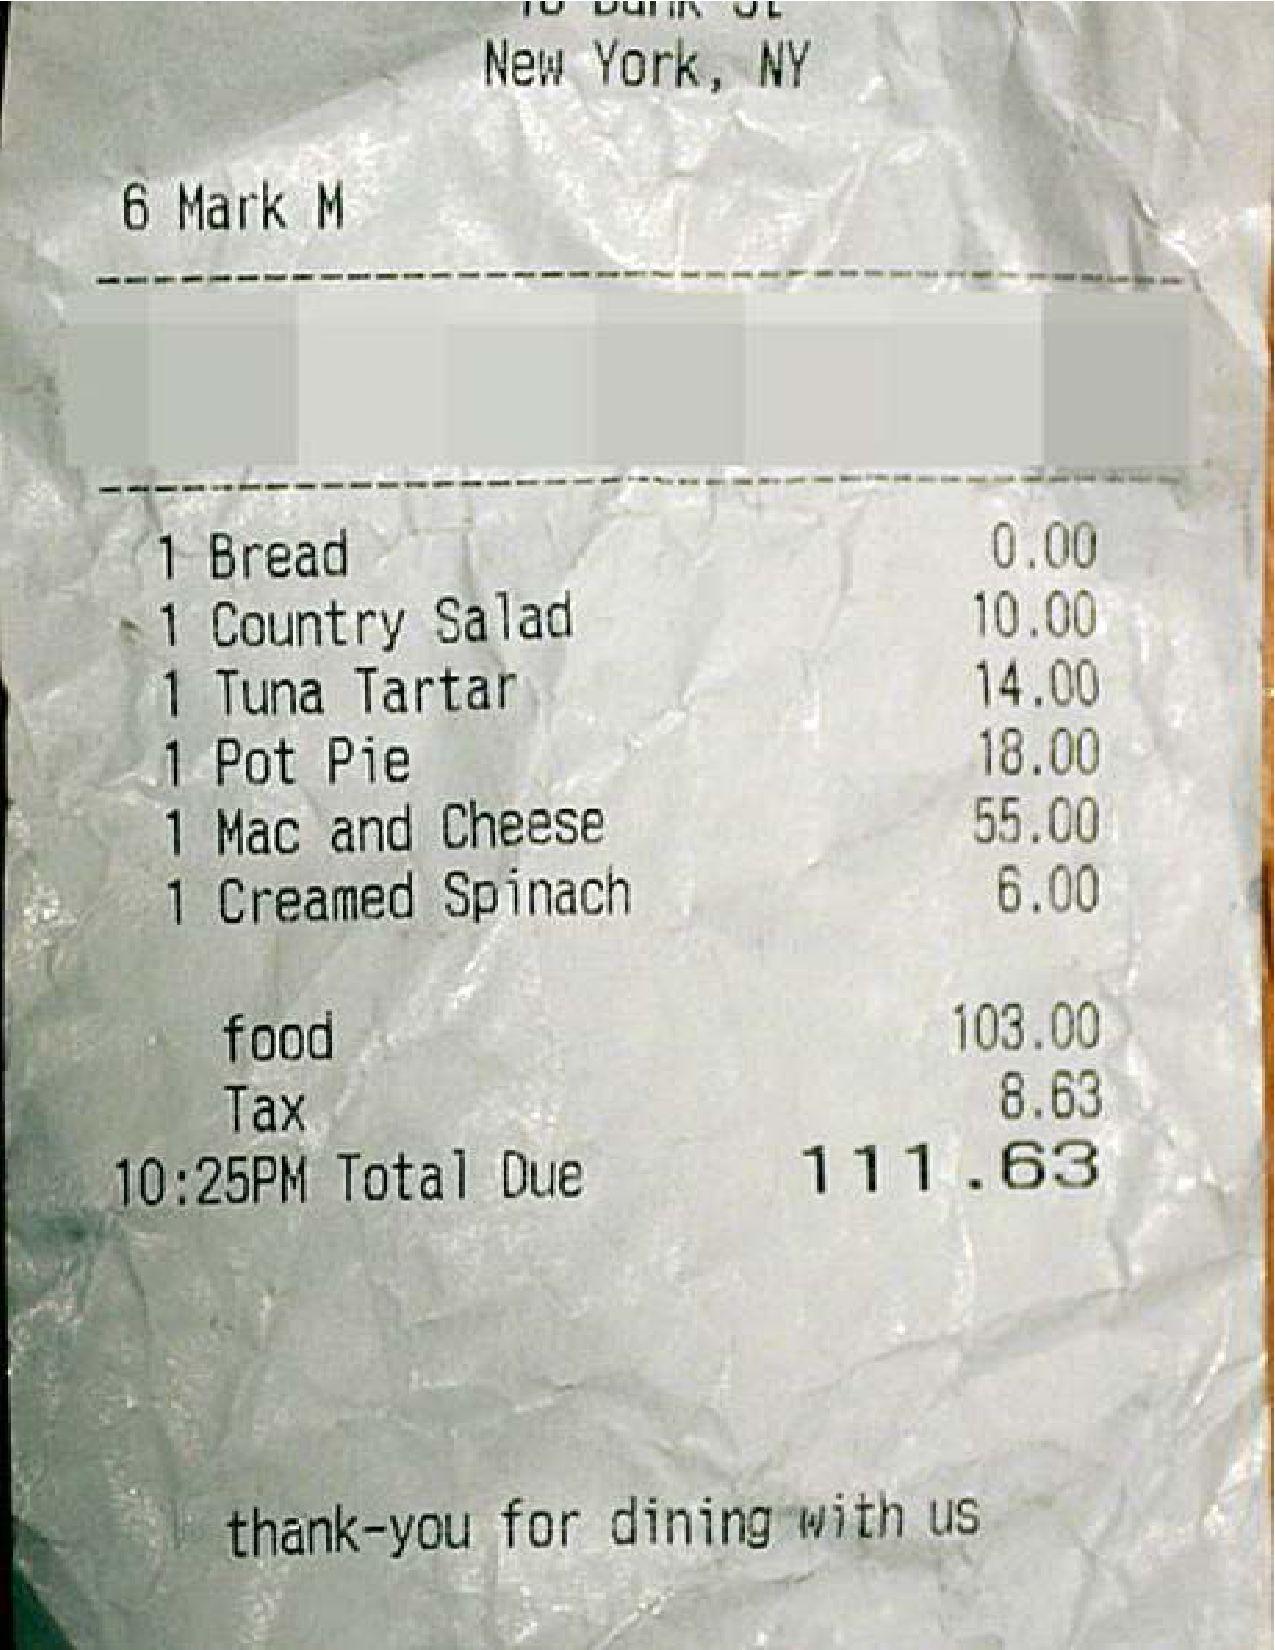 New York, NY
6 Mark M
1 Bread 0.00
1 Country Salad 10.00
1 Tuna Tartar 14.00
1 Pot Pie 18.00
1 Mac and Cheese 55.00
1 Creamed Spinach 6.00
food 103.00
Tax 8.63
10:25PM Total Due 111.63
thank-you for dining with us